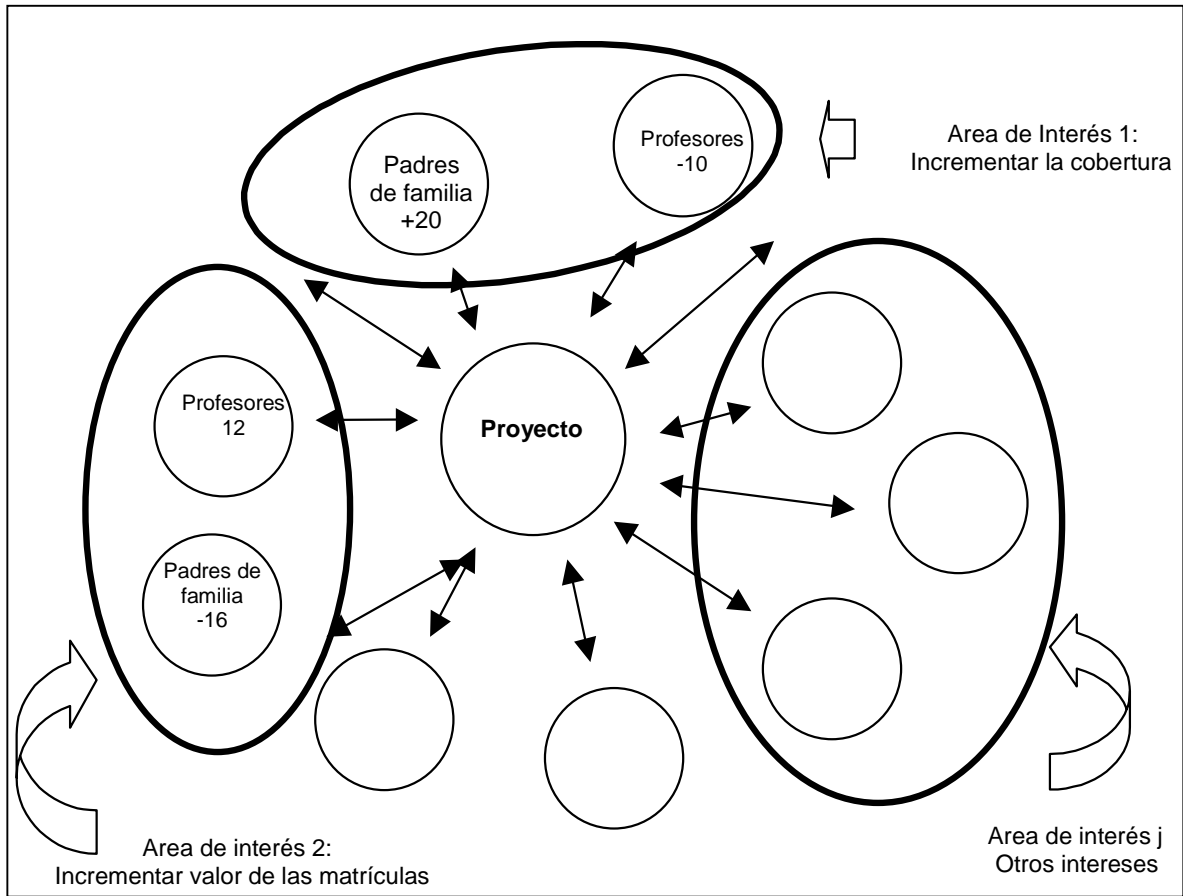 Padres
de familia
+20
Profesores
-10
Area de Interés 1:
Incrementar la cobertura
Profesores
12
Padres de
familia
-16
Proyecto
Area de interés 2:
Incrementar valor de las matrículas
Area de interés j
Otros intereses